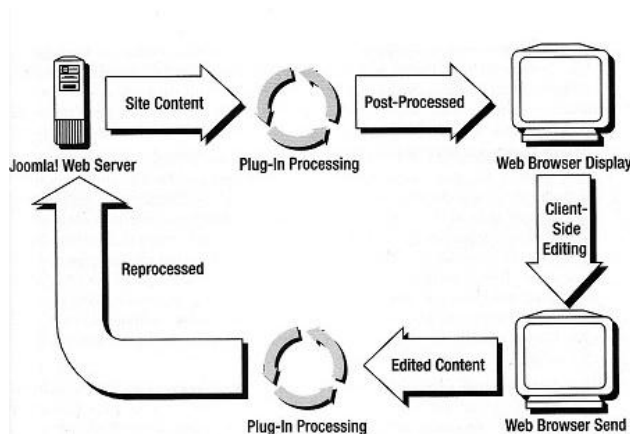 Site Content
Post-Processed
Joomla! Web Server
Plug-In Processing
Web Browser Display
Client-
Side
Editing
Reprocessed
Edited Content
Plug-In Processing
Web Browser Send